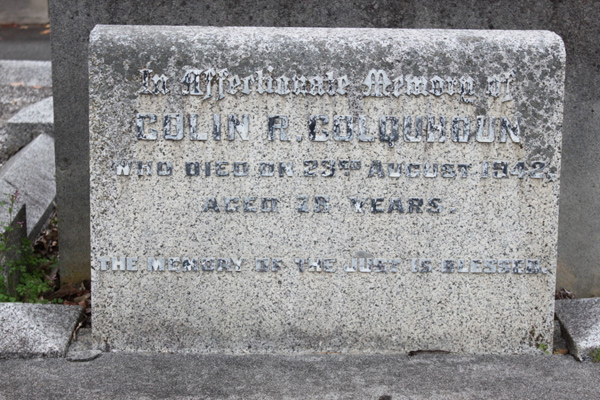 In Affectionate Memory of
COLIN R. COLQUHOUN
WHO DIED ON 23RD AUGUST 1942.
AGED YEARS.
THE MEMORY OF THE JUST IS BLESSED.